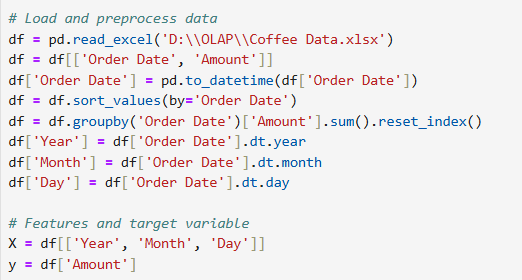 # Load and preprocess data
df = pd.read_excel('D:\\OLAP\\Coffee Data.xlsx')
df = df[['Order Date', 'Amount']]
df['Order Date'] = pd.to_datetime(df['Order Date'])
df = df.sort_values(by='Order Date')
df = df.groupby('Order Date')['Amount'].sum().reset_index()
df['Year'] = df['Order Date'].dt.year
df['Month'] = df['Order Date'].dt.month
df['Day'] = df['Order Date'].dt.day
# Features and target variable
X = df[['Year', 'Month', 'Day']]
y = df['Amount']